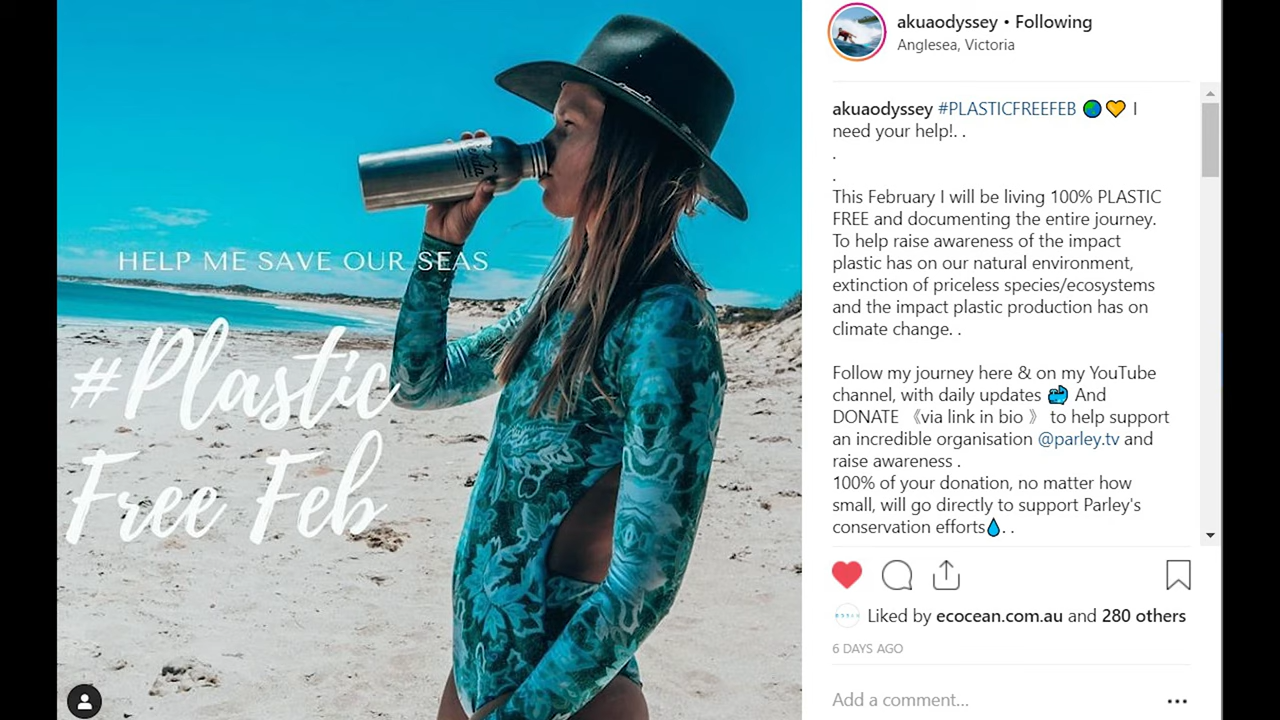 akuaodyssey • Following
Anglesea, Victoria
HELP ME SAVE OUR SEAS
#Plastic
Free Feb
akuaodyssey #PLASTICFREEFEB 🌏💛 I
need your help!. .
.
.
This February I will be living 100% PLASTIC
FREE and documenting the entire journey.
To help raise awareness of the impact
plastic has on our natural environment,
extinction of priceless species/ecosystems
and the impact plastic production has on
climate change. .
Follow my journey here & on my YouTube
channel, with daily updates 🐳 And
DONATE 《via link in bio 》 to help support
an incredible organisation @parley.tv and
raise awareness .
100% of your donation, no matter how
small, will go directly to support Parley's
conservation efforts💧. .
Liked by ecocean.com.au and 280 others
6 DAYS AGO
Add a comment...